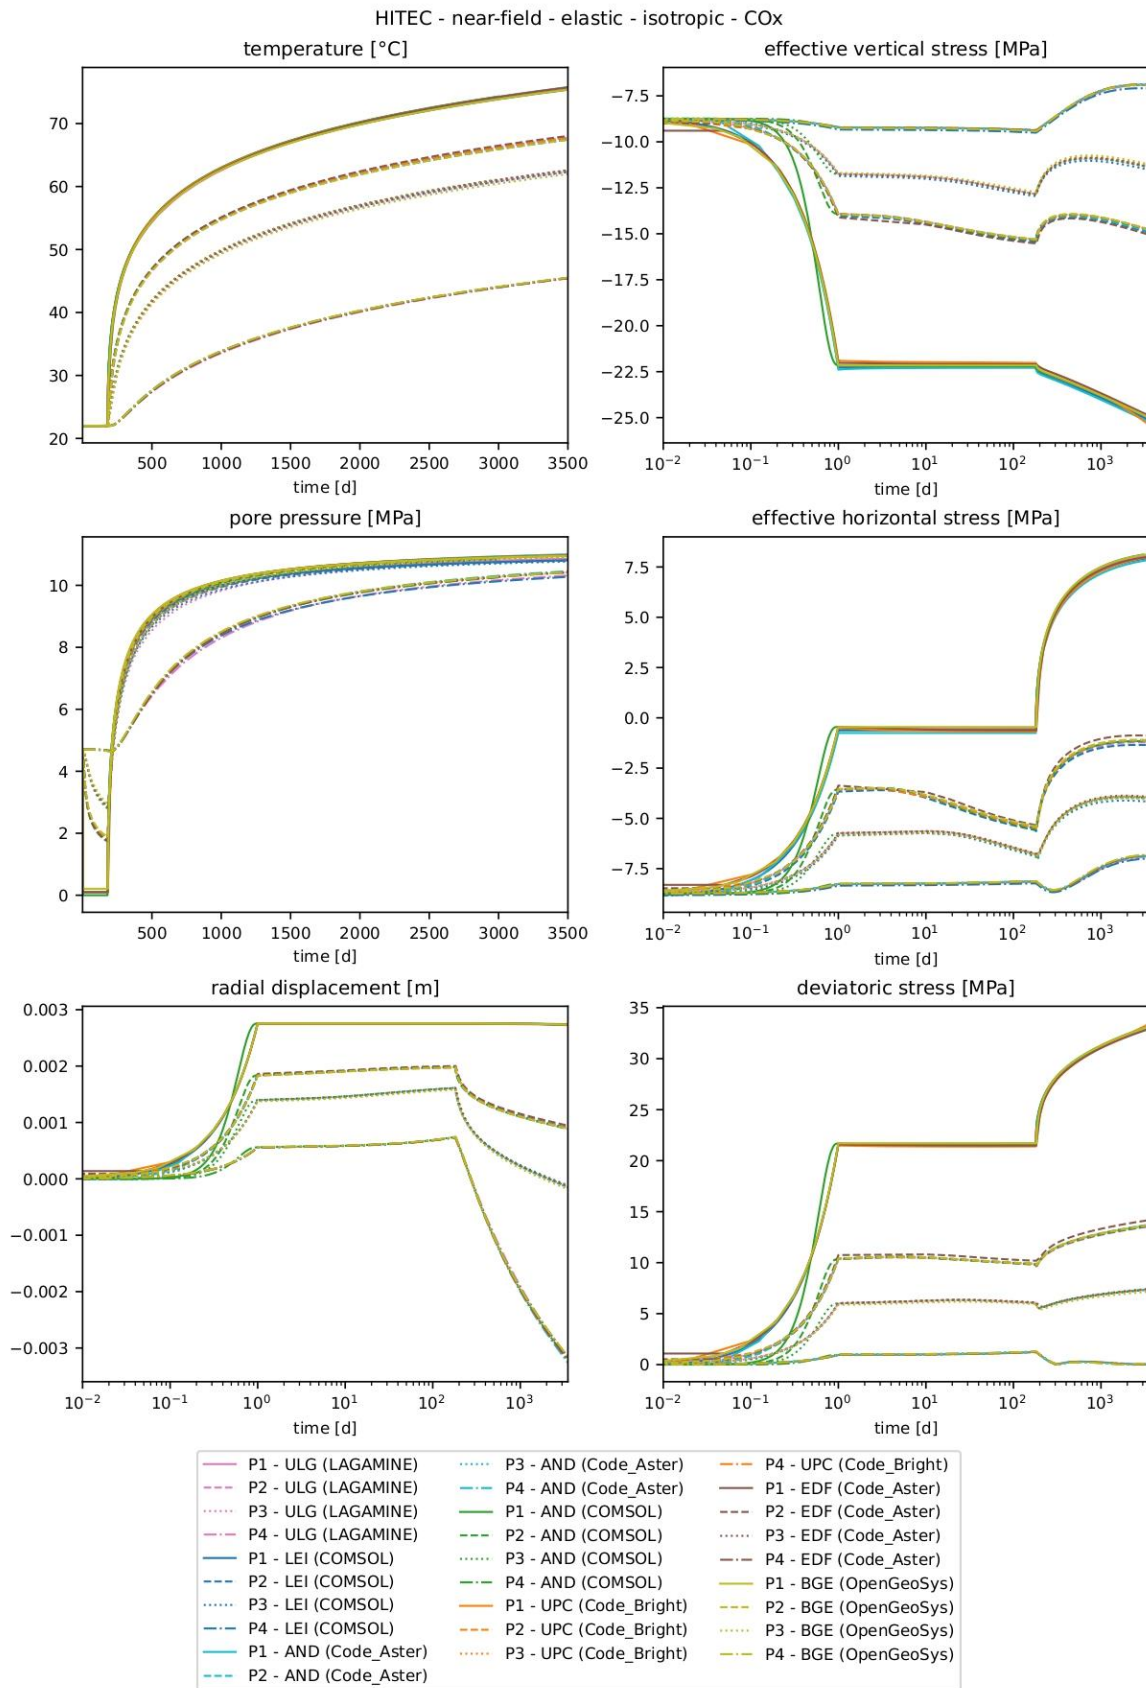 HITEC - near-field - elastic - isotropic - COx
temperature [°C]
70
60
50
40
30
20
500 1000 1500 2000 2500 3000 3500
time [d]
effective vertical stress [MPa]
−7.5
−10.0
−12.5
−15.0
−17.5
−20.0
−22.5
−25.0
10⁻² 10⁻¹ 10⁰ 10¹ 10² 10³
time [d]
pore pressure [MPa]
10
8
6
4
2
0
500 1000 1500 2000 2500 3000 3500
time [d]
effective horizontal stress [MPa]
7.5
5.0
2.5
0.0
−2.5
−5.0
−7.5
10⁻² 10⁻¹ 10⁰ 10¹ 10² 10³
time [d]
radial displacement [m]
0.003
0.002
0.001
0.000
−0.001
−0.002
−0.003
10⁻² 10⁻¹ 10⁰ 10¹ 10² 10³
time [d]
deviatoric stress [MPa]
35
30
25
20
15
10
5
0
10⁻² 10⁻¹ 10⁰ 10¹ 10² 10³
time [d]
P1 - ULG (LAGAMINE)
P2 - ULG (LAGAMINE)
P3 - ULG (LAGAMINE)
P4 - ULG (LAGAMINE)
P1 - LEI (COMSOL)
P2 - LEI (COMSOL)
P3 - LEI (COMSOL)
P4 - LEI (COMSOL)
P1 - AND (Code_Aster)
P2 - AND (Code_Aster)
P3 - AND (Code_Aster)
P4 - AND (Code_Aster)
P1 - AND (COMSOL)
P2 - AND (COMSOL)
P3 - AND (COMSOL)
P4 - AND (COMSOL)
P1 - UPC (Code_Bright)
P2 - UPC (Code_Bright)
P3 - UPC (Code_Bright)
P4 - UPC (Code_Bright)
P1 - EDF (Code_Aster)
P2 - EDF (Code_Aster)
P3 - EDF (Code_Aster)
P4 - EDF (Code_Aster)
P1 - BGE (OpenGeoSys)
P2 - BGE (OpenGeoSys)
P3 - BGE (OpenGeoSys)
P4 - BGE (OpenGeoSys)